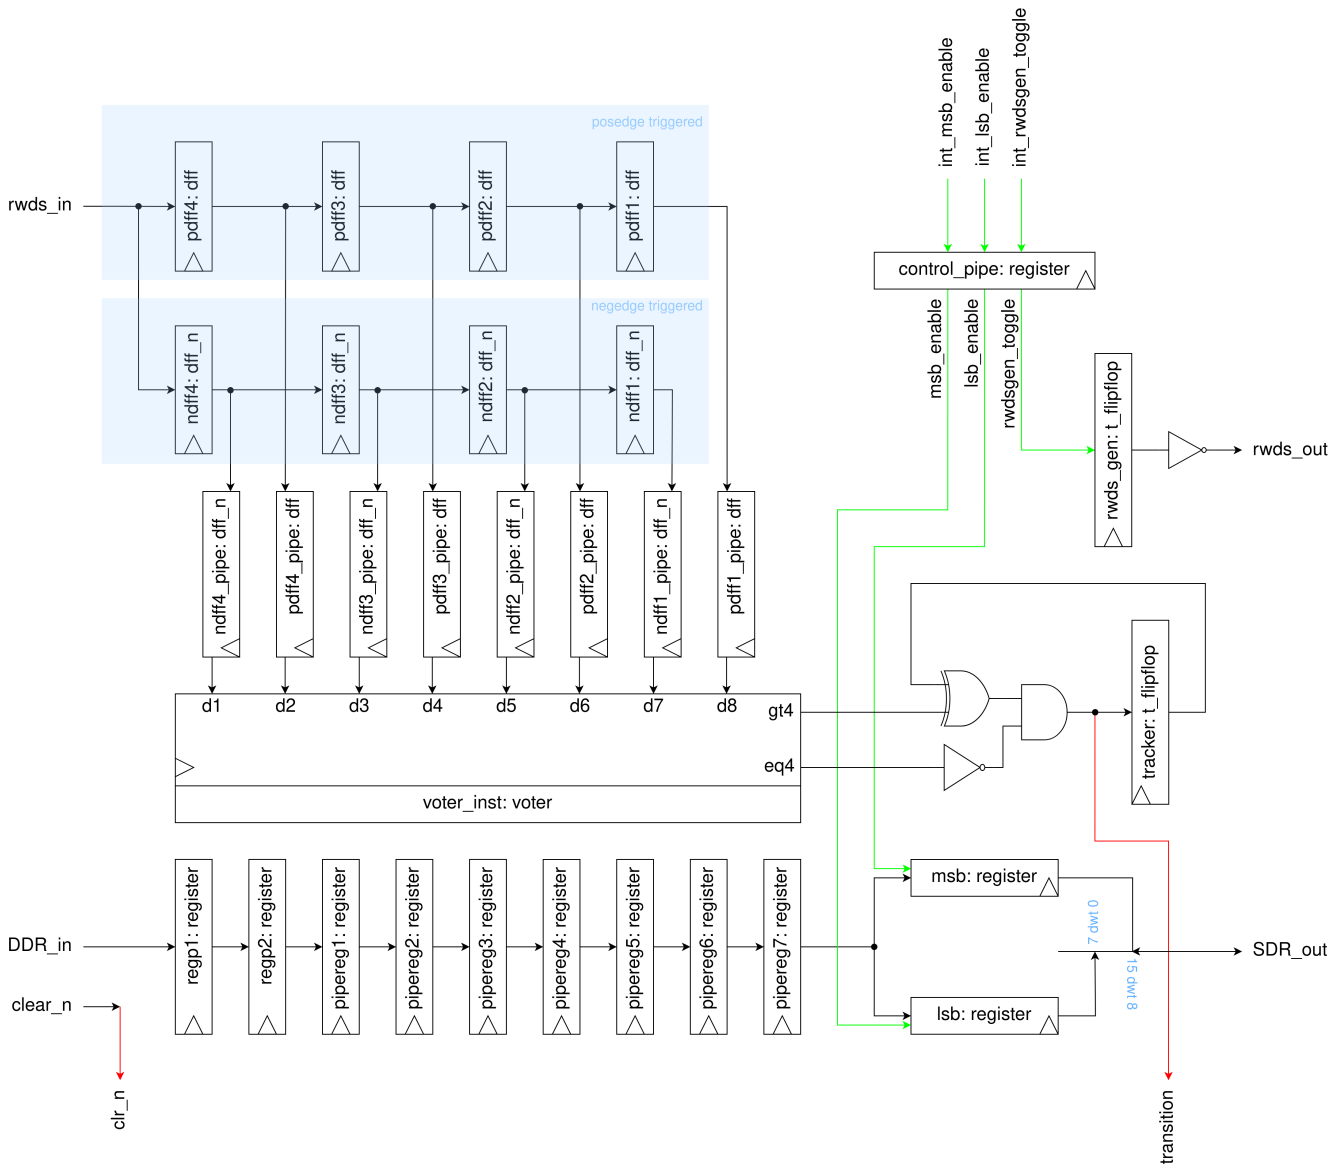 int_msb_enable
int_lsb_enable
int_rwdsgen_toggle
posedge triggered
rwds_in
pdff4: dff
pdff3: dff
pdff2: dff
pdff1: dff
control_pipe: register
negedge triggered
ndff4: dff_n
ndff3: dff_n
ndff2: dff_n
ndff1: dff_n
msb_enable
lsb_enable
rwdsgen_toggle
rwds_gen: t_flipflop
rwds_out
ndff4_pipe: dff_n
pdff4_pipe: dff
ndff3_pipe: dff_n
pdff3_pipe: dff
ndff2_pipe: dff_n
pdff2_pipe: dff
ndff1_pipe: dff_n
pdff1_pipe: dff
d1
d2
d3
d4
d5
d6
d7
d8
gt4
eq4
tracker: t_flipflop
voter_inst: voter
DDR_in
regp1: register
regp2: register
pipereg1: register
pipereg2: register
pipereg3: register
pipereg4: register
pipereg5: register
pipereg6: register
pipereg7: register
msb: register
7 dwt 0
SDR_out
15 dwt 8
clear_n
lsb: register
clr_n
transition